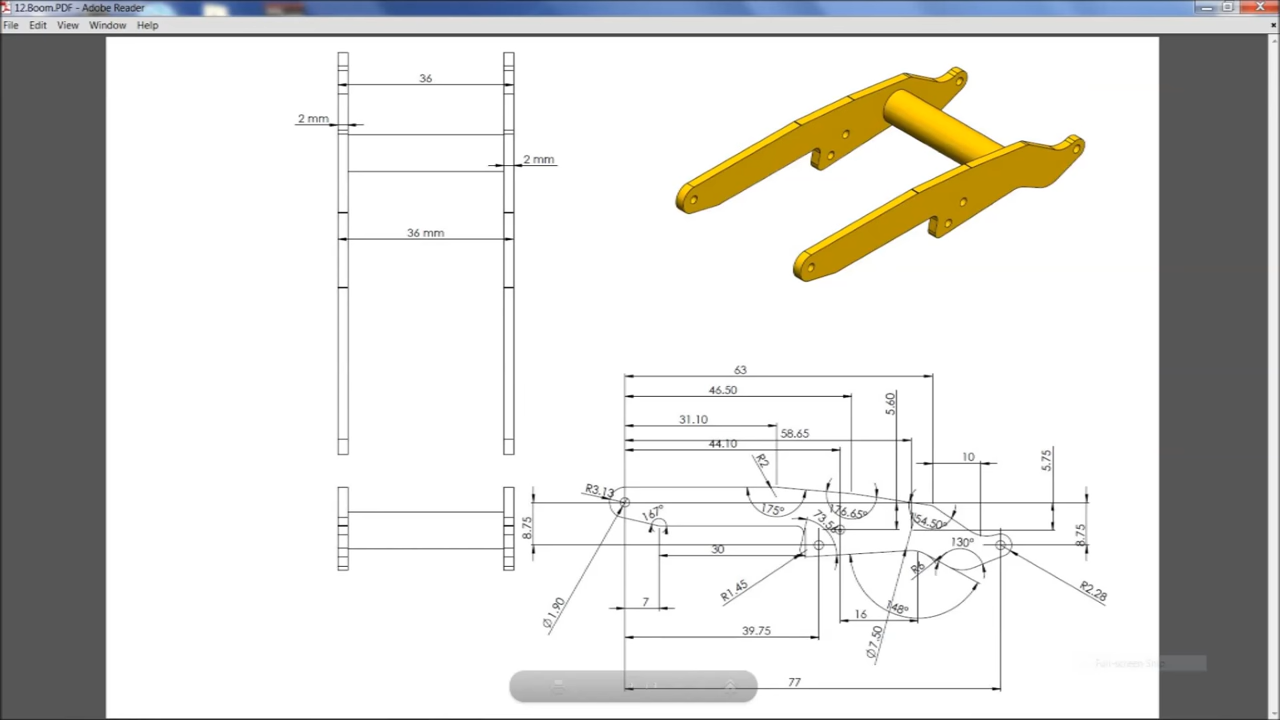 12.Boom.PDF - Adobe Reader
File Edit View Window Help
36
2 mm
2 mm
36 mm
63
46.50
5.60
31.10
58.65
44.10
10
5.75
R2
R3.13
8.75
167°
175°
73.56
176.65°
154.50°
8.75
130°
30
R1.45
R6
R2.28
∅1.90
7
148°
16
39.75
∅7.50
77